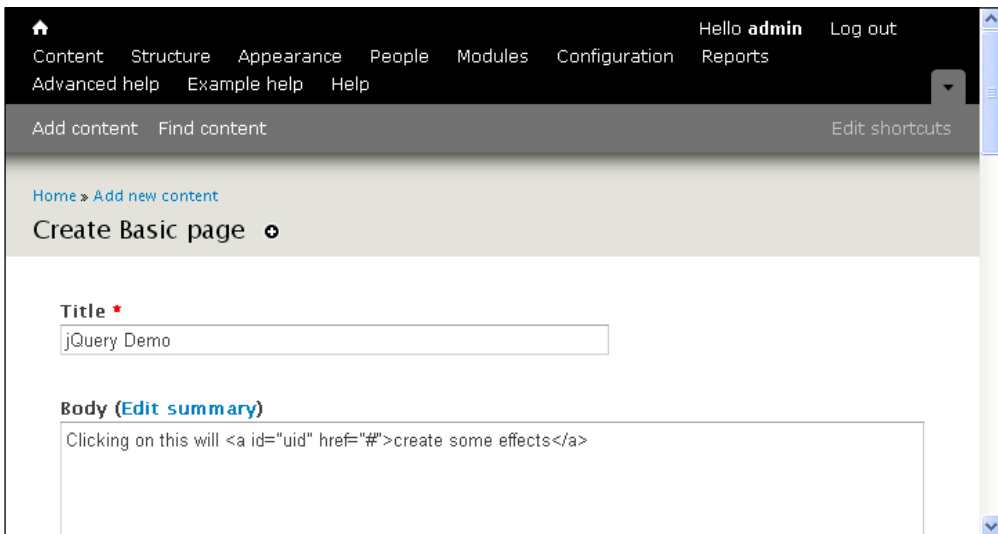 Hello admin Log out
Content Structure Appearance People Modules Configuration Reports
Advanced help Example help Help
Add content Find content Edit shortcuts
Home » Add new content
Create Basic page
Title *
jQuery Demo
Body (Edit summary)
Clicking on this will <a id="uid" href="#">create some effects</a>